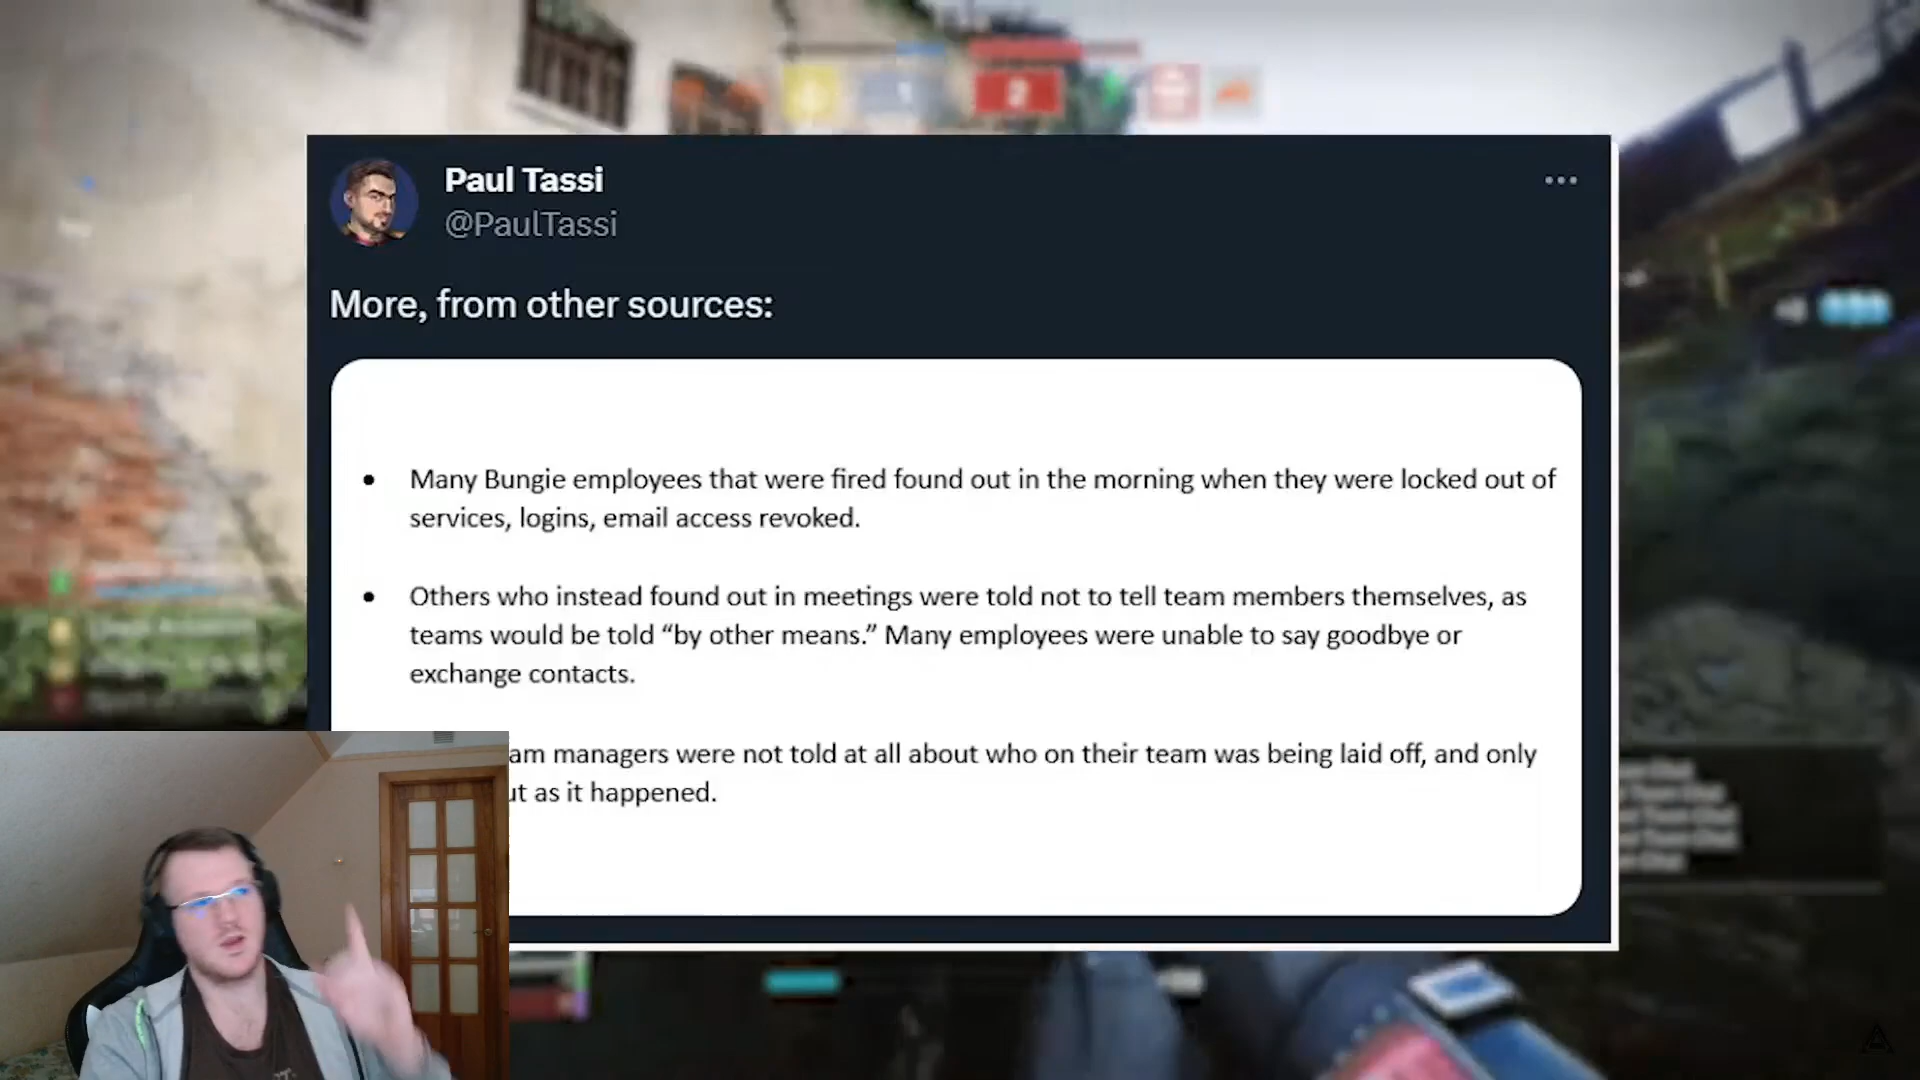 Paul Tassi
@PaulTassi
More, from other sources:
• Many Bungie employees that were fired found out in the morning when they were locked out of
services, logins, email access revoked.
• Others who instead found out in meetings were told not to tell team members themselves, as
teams would be told “by other means.” Many employees were unable to say goodbye or
exchange contacts.
am managers were not told at all about who on their team was being laid off, and only
ut as it happened.
2